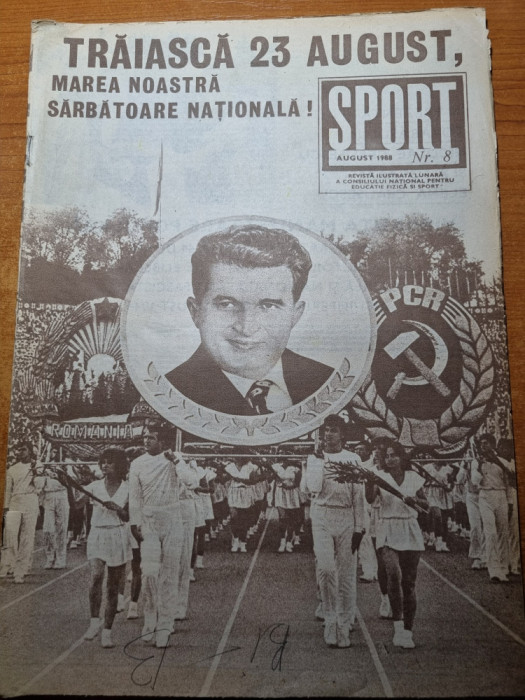 TRĂIASCĂ 23 AUGUST,
MAREA NOASTRĂ
SĂRBĂTOARE NAȚIONALĂ !
SPORT
AUGUST 1988 Nr. 8
REVISTĂ ILUSTRATĂ LUNARĂ
A CONSILIULUI NAȚIONAL PENTRU
EDUCAȚIE FIZICĂ ȘI SPORT
PCR